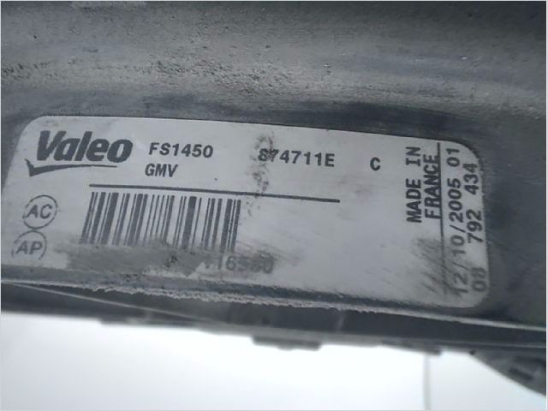 Valeo FS1450 874711E C
GMV
AC
AP
MADE IN
FRANCE
12/10/2005 01
08 792 434